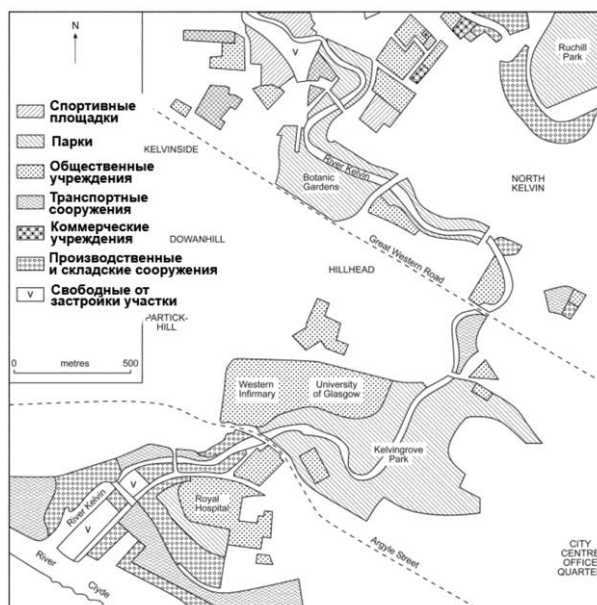 N
V
Ruchill
Park
Спортивные
площадки
Парки
Общественные
учреждения
Транспортные
сооружения
Коммерческие
учреждения
Производственные
и складские сооружения
V
Свободные от
застройки участки
KELVINSIDE
Botanic
Gardens
River Kelvin
NORTH
KELVIN
DOWANHILL
HILLHEAD
Great Western Road
PARTICK-
HILL
0 metres 500
Western
Infirmary
University
of Glasgow
Kelvingrove
Park
River Kelvin
V
V
Royal
Hospital
River
Clyde
Argyle Street
CITY
CENTRE
OFFICE
QUARTER